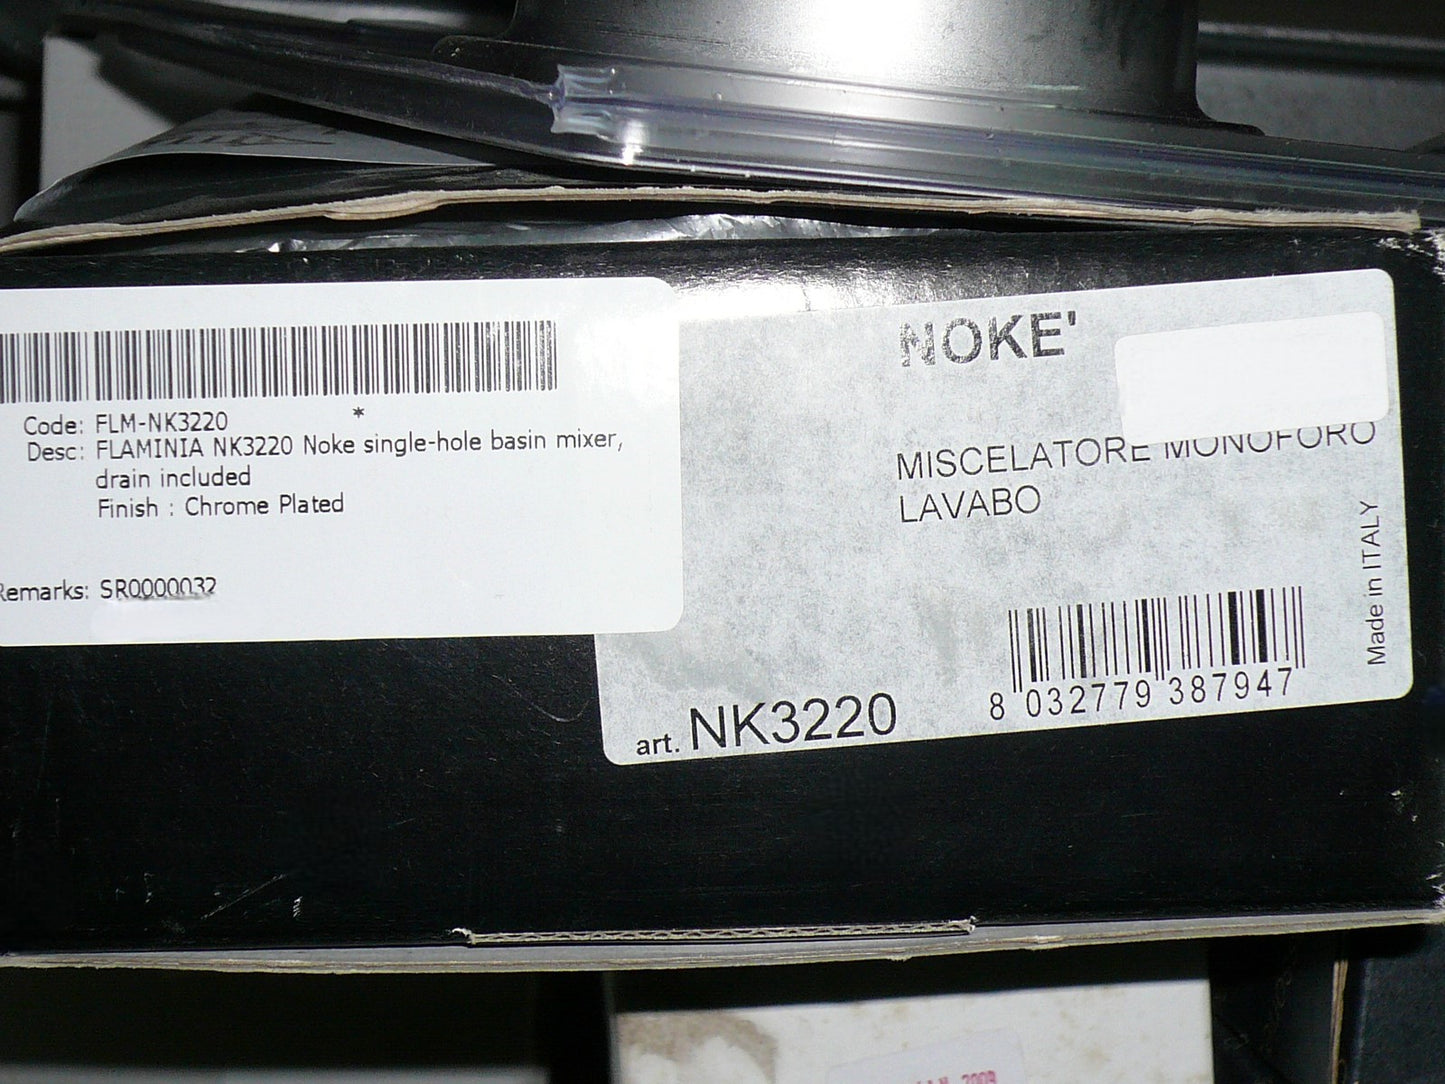 Code: FLM-NK3220
*
Desc: FLAMINIA NK3220 Noke single-hole basin mixer,
drain included
Finish : Chrome Plated
Remarks: SR0000032
NOKE'
MISCELATORE MONOFORO
LAVABO
Made in ITALY
art. NK3220
8 032779 387947
2009